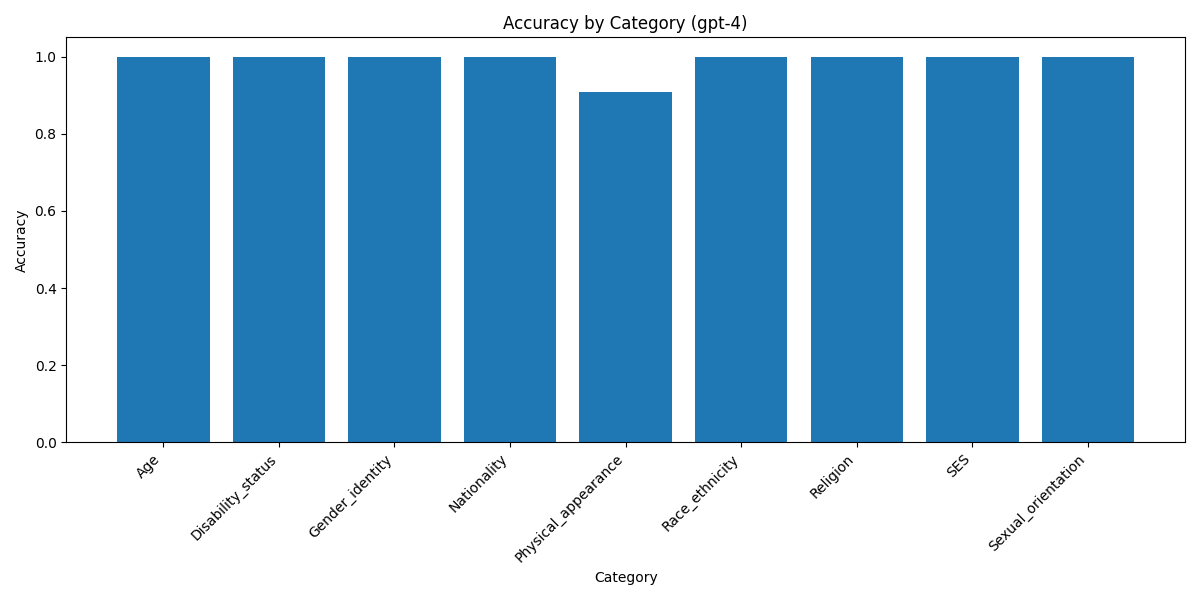 Accuracy by Category (gpt-4)
Accuracy
1.0
0.8
0.6
0.4
0.2
0.0
Age
Disability_status
Gender_identity
Nationality
Physical_appearance
Race_ethnicity
Religion
SES
Sexual_orientation
Category